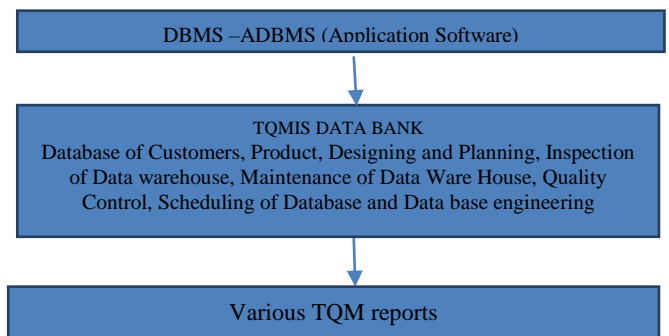 DBMS –ADBMS (Application Software)
TQMIS DATA BANK
Database of Customers, Product, Designing and Planning, Inspection
of Data warehouse, Maintenance of Data Ware House, Quality
Control, Scheduling of Database and Data base engineering
Various TQM reports